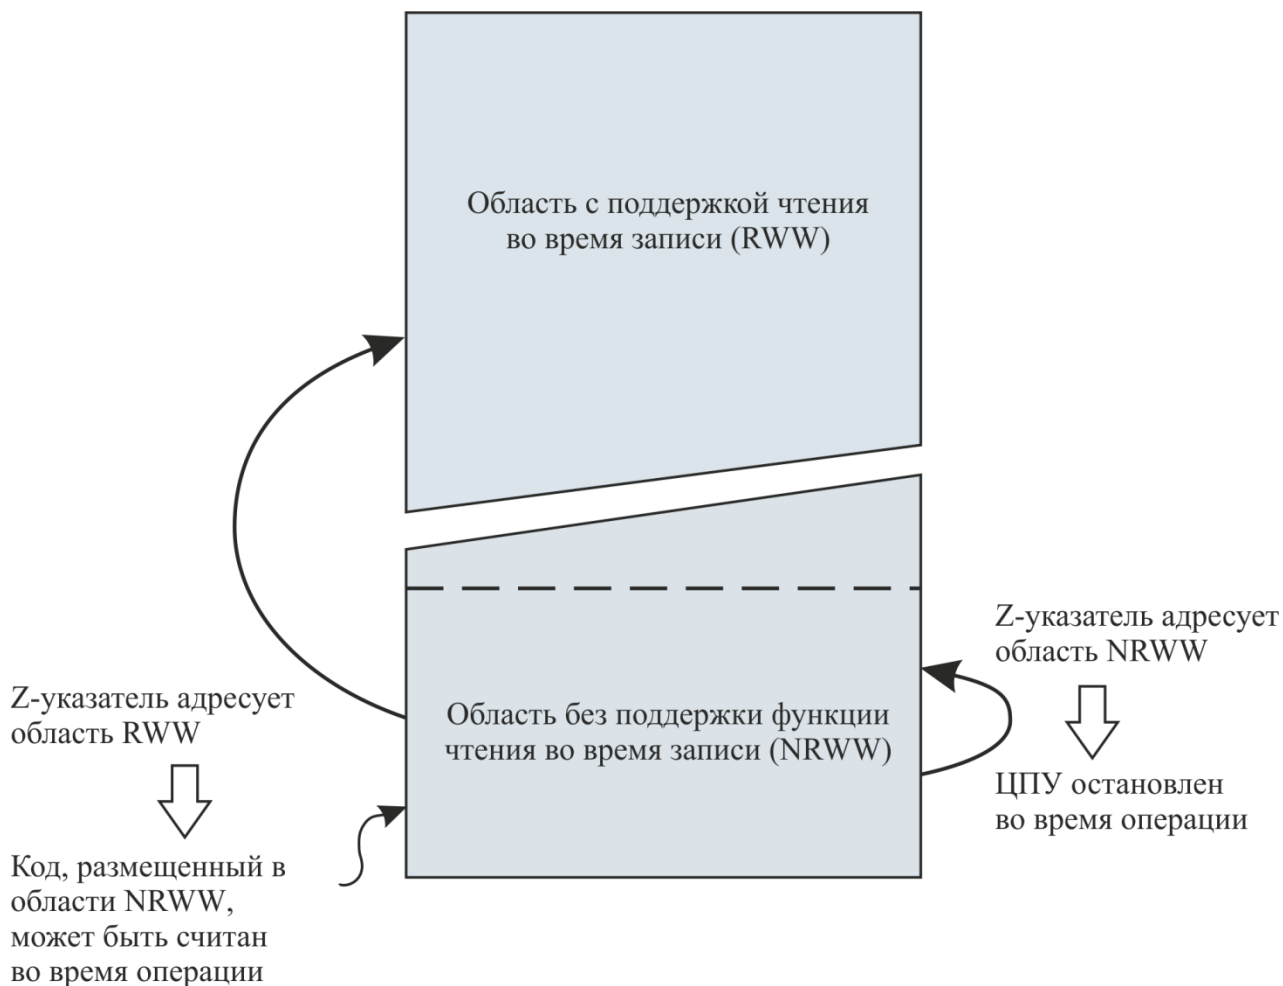 Область с поддержкой чтения
во время записи (RWW)
Z-указатель адресует
область RWW
Код, размещенный в
области NRWW,
может быть считан
во время операции
Область без поддержки функции
чтения во время записи (NRWW)
Z-указатель адресует
область NRWW
ЦПУ остановлен
во время операции